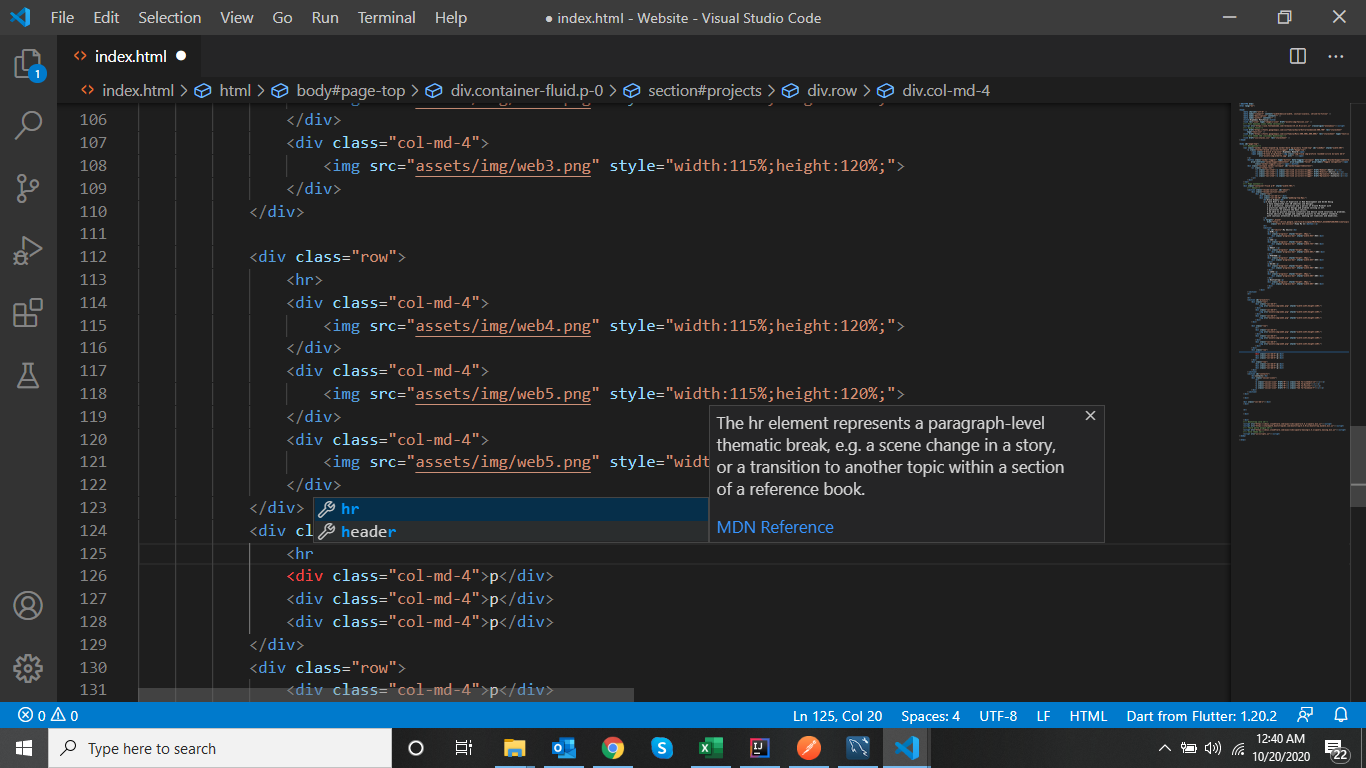 File Edit Selection View Go Run Terminal Help ● index.html - Website - Visual Studio Code
index.html ●
1
index.html > html > body#page-top > div.container-fluid.p-0 > section#projects > div.row > div.col-md-4
106 </div>
107 <div class="col-md-4">
108 <img src="assets/img/web3.png" style="width:115%;height:120%;">
109 </div>
110 </div>
111
112 <div class="row">
113 <hr>
114 <div class="col-md-4">
115 <img src="assets/img/web4.png" style="width:115%;height:120%;">
116 </div>
117 <div class="col-md-4">
118 <img src="assets/img/web5.png" style="width:115%;height:120%;">
119 </div>
120 <div class="col-md-4">
121 <img src="assets/img/web5.png" style="widt
122 </div>
123 </div>
124 <div cl
125 <hr
126 <div class="col-md-4">p</div>
127 <div class="col-md-4">p</div>
128 <div class="col-md-4">p</div>
129 </div>
130 <div class="row">
131 <div class="col-md-4">p</div>
hr
header
The hr element represents a paragraph-level
thematic break, e.g. a scene change in a story,
or a transition to another topic within a section
of a reference book.
MDN Reference
0 0 Ln 125, Col 20 Spaces: 4 UTF-8 LF HTML Dart from Flutter: 1.20.2
Type here to search
12:40 AM
10/20/2020
22